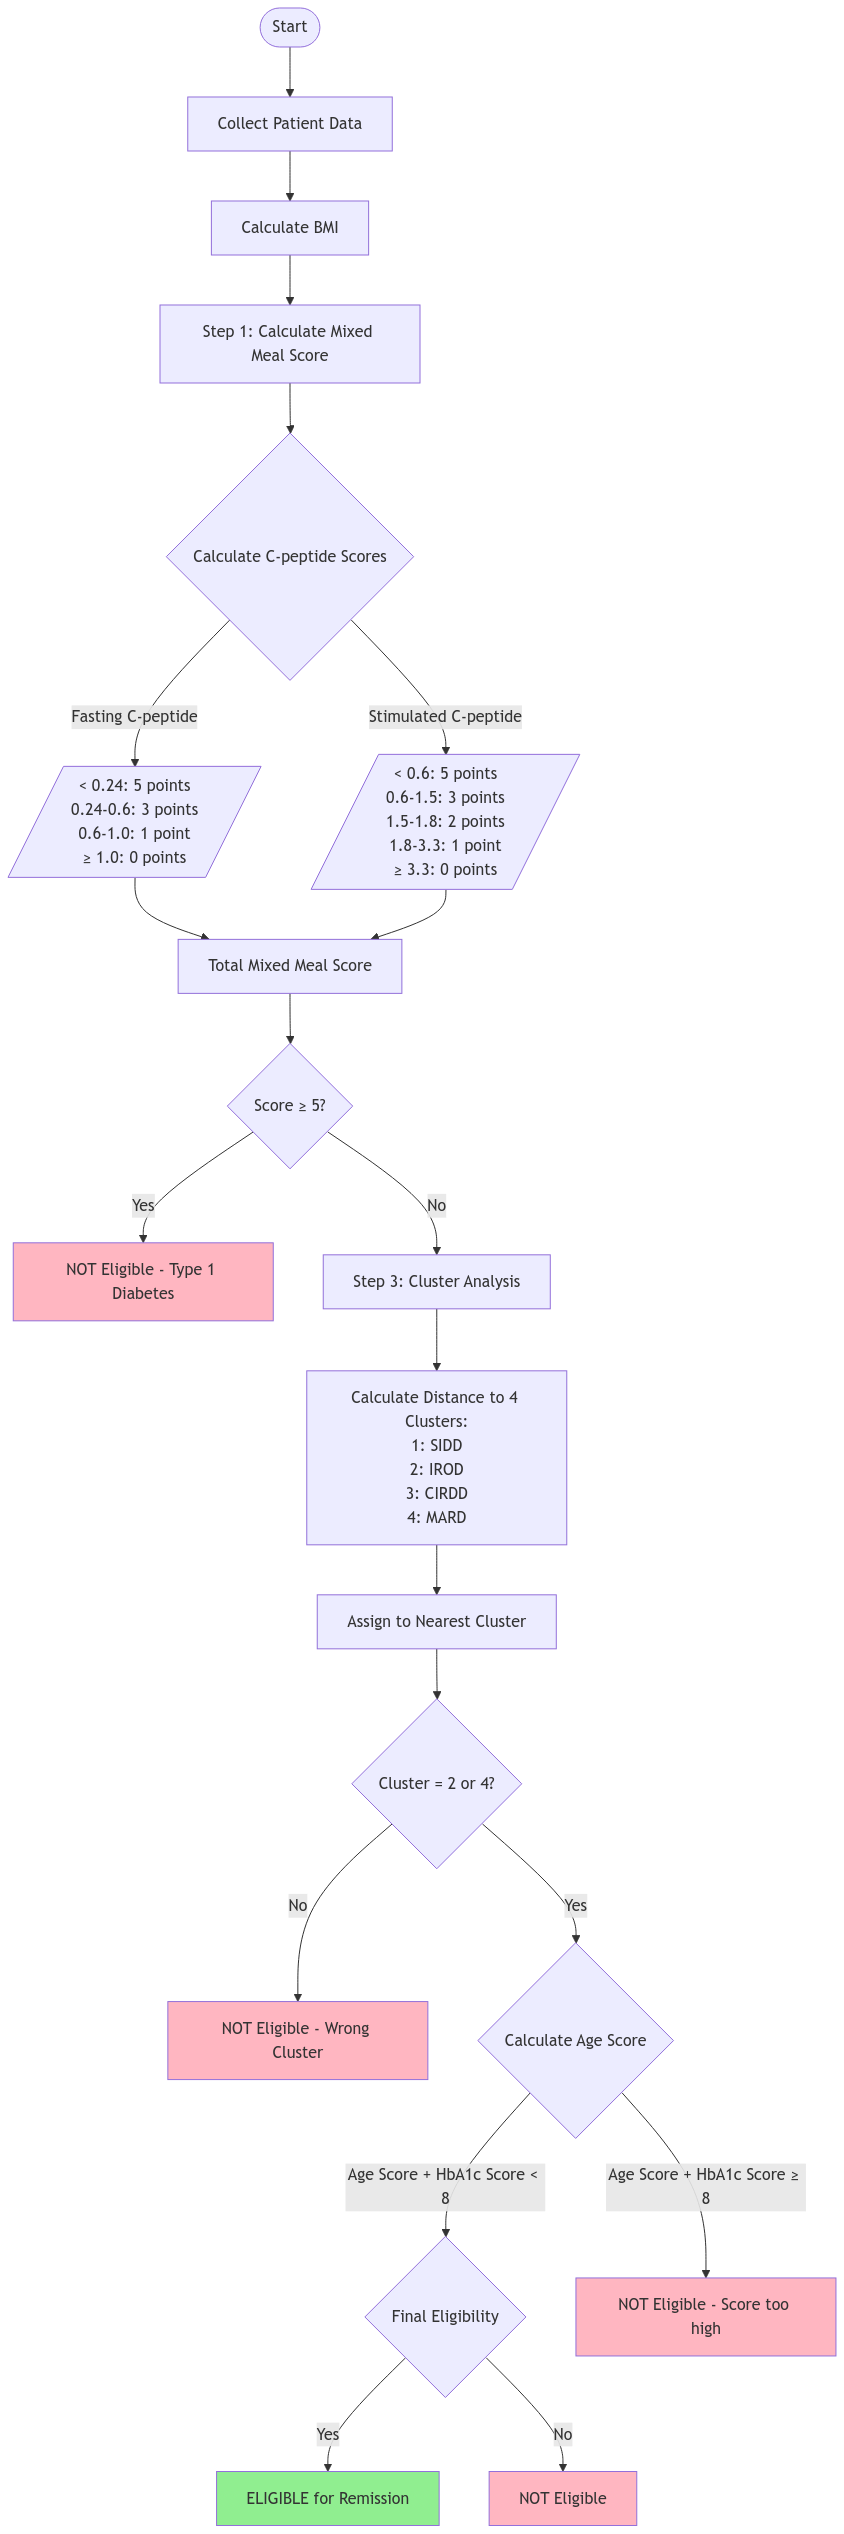 Start
Collect Patient Data
Calculate BMI
Step 1: Calculate Mixed
Meal Score
Calculate C-peptide Scores
Fasting C-peptide
Stimulated C-peptide
< 0.24: 5 points
0.24-0.6: 3 points
0.6-1.0: 1 point
≥ 1.0: 0 points
< 0.6: 5 points
0.6-1.5: 3 points
1.5-1.8: 2 points
1.8-3.3: 1 point
≥ 3.3: 0 points
Total Mixed Meal Score
Score ≥ 5?
Yes
No
NOT Eligible - Type 1
Diabetes
Step 3: Cluster Analysis
Calculate Distance to 4
Clusters:
1: SIDD
2: IROD
3: CIRDD
4: MARD
Assign to Nearest Cluster
Cluster = 2 or 4?
No
Yes
NOT Eligible - Wrong
Cluster
Calculate Age Score
Age Score + HbA1c Score <
8
Age Score + HbA1c Score ≥
8
NOT Eligible - Score too
high
Final Eligibility
Yes
No
ELIGIBLE for Remission
NOT Eligible